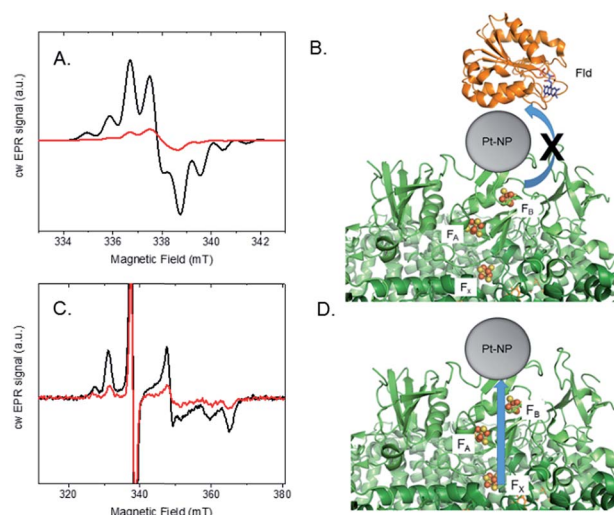 A.
cw EPR signal (a.u.)
334 336 338 340 342
Magnetic Field (mT)
B.
Fld
Pt-NP
X
FB
FA
Fx
C.
cw EPR signal (a.u.)
320 340 360 380
Magnetic Field (mT)
D.
Pt-NP
FB
FA
FX